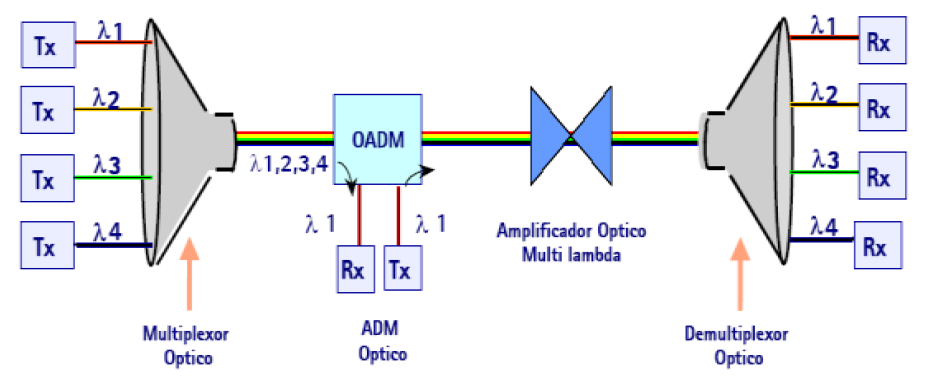 Tx
λ1
λ1
Rx
Tx
λ2
λ2
Rx
OADM
λ1,2,3,4
Tx
λ3
λ3
Rx
Tx
λ4
λ4
Rx
λ 1
λ 1
Rx
Tx
Amplificador Optico
Multi lambda
Multiplexor
Optico
ADM
Optico
Demultiplexor
Optico